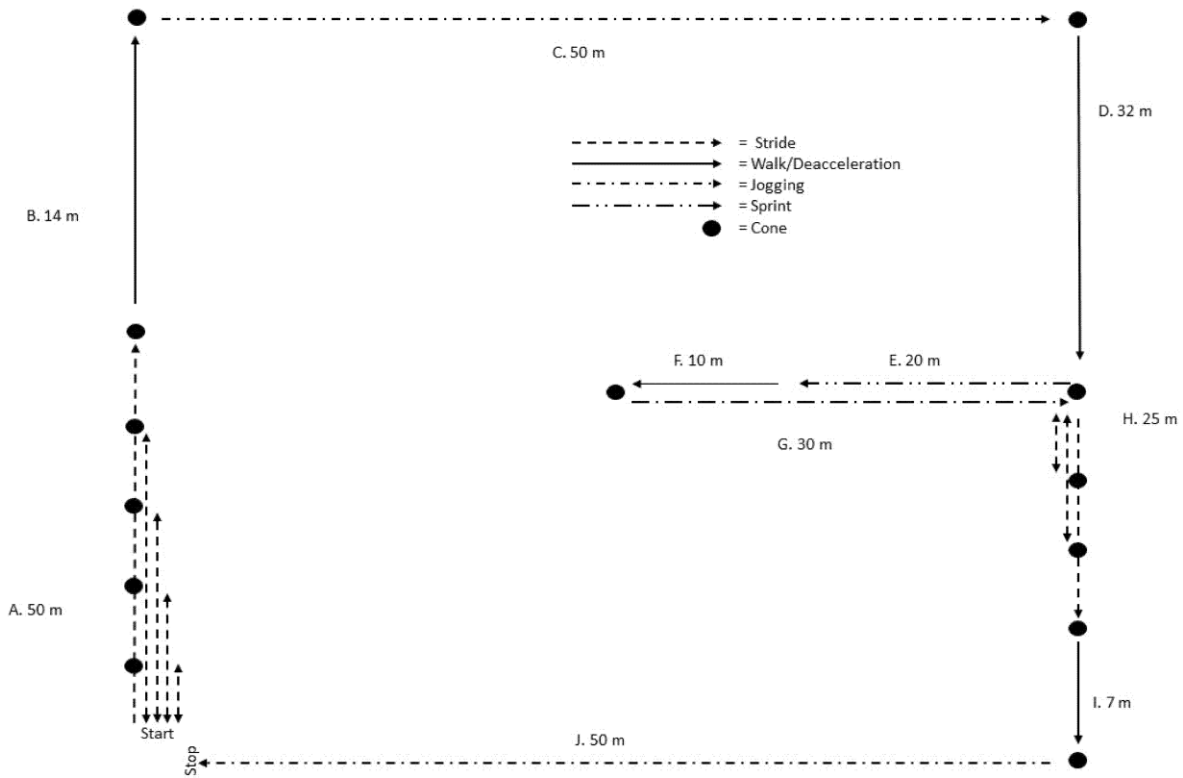 C. 50 m
D. 32 m
= Stride
= Walk/Deacceleration
= Jogging
= Sprint
= Cone
B. 14 m
F. 10 m
E. 20 m
H. 25 m
G. 30 m
A. 50 m
I. 7 m
Start
J. 50 m
Stop